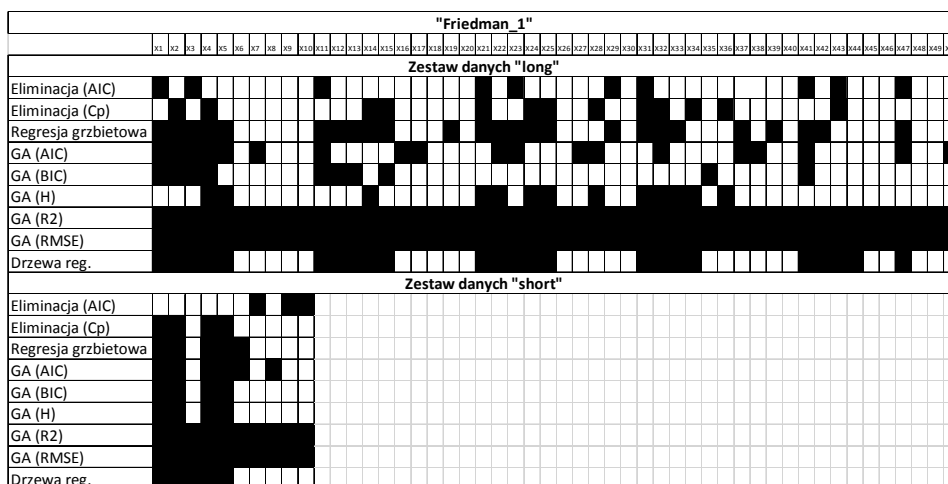 "Friedman_1"
X1 X2 X3 X4 X5 X6 X7 X8 X9 X10 X11 X12 X13 X14 X15 X16 X17 X18 X19 X20 X21 X22 X23 X24 X25 X26 X27 X28 X29 X30 X31 X32 X33 X34 X35 X36 X37 X38 X39 X40 X41 X42 X43 X44 X45 X46 X47 X48 X49
Zestaw danych "long"
Eliminacja (AIC)
Eliminacja (Cp)
Regresja grzbietowa
GA (AIC)
GA (BIC)
GA (H)
GA (R2)
GA (RMSE)
Drzewa reg.
Zestaw danych "short"
Eliminacja (AIC)
Eliminacja (Cp)
Regresja grzbietowa
GA (AIC)
GA (BIC)
GA (H)
GA (R2)
GA (RMSE)
Drzewa reg.